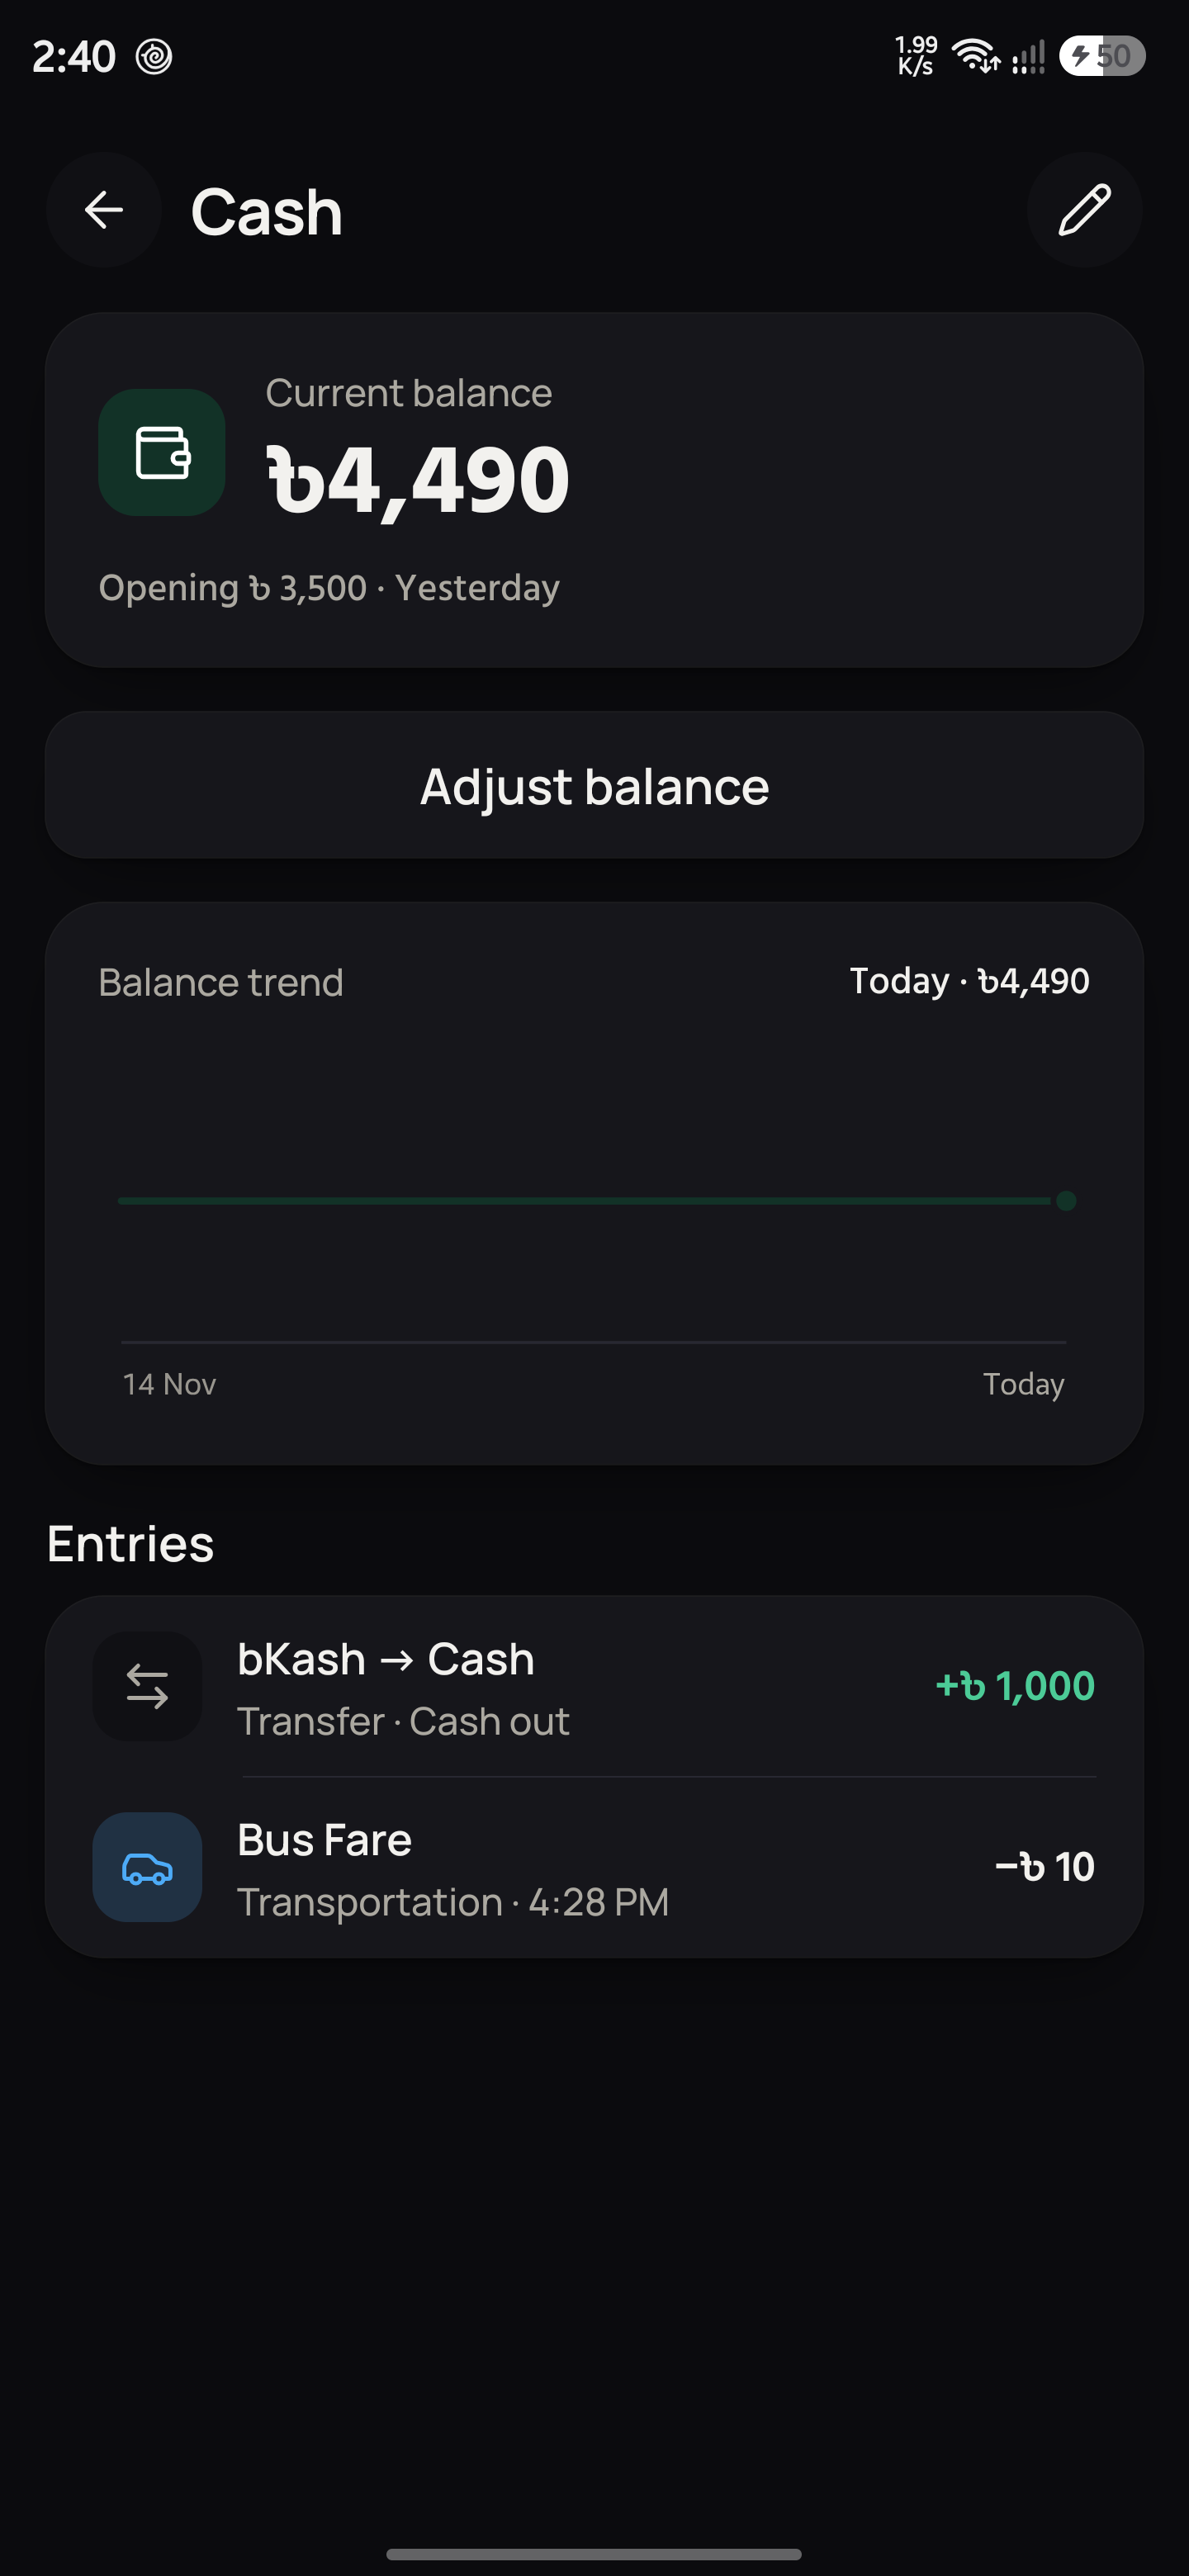 2:40
1.99
K/s
50
Cash
Current balance
৳4,490
Opening ৳ 3,500 · Yesterday
Adjust balance
Balance trend
Today · ৳4,490
14 Nov
Today
Entries
bKash → Cash
Transfer · Cash out
+৳ 1,000
Bus Fare
Transportation · 4:28 PM
−৳ 10